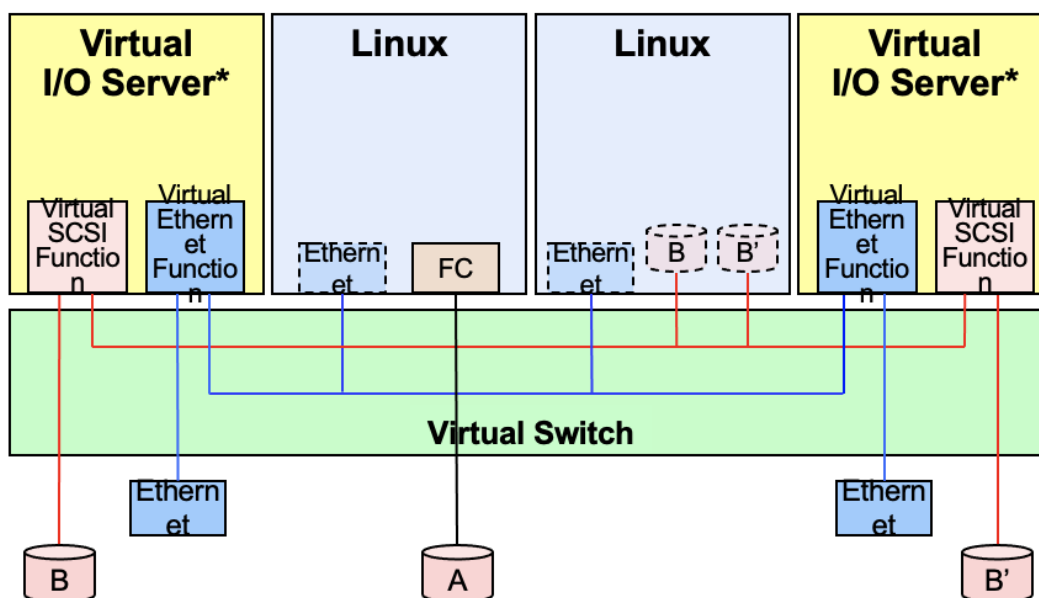 Virtual
I/O Server*
Linux
Linux
Virtual
I/O Server*
Virtual
SCSI
Functio
n
Virtual
Ethern
et
Functio
n
Ethern
et
FC
Ethern
et
B
B’
Virtual
Ethern
et
Functio
n
Virtual
SCSI
Functio
n
Virtual Switch
Ethern
et
Ethern
et
B
A
B’